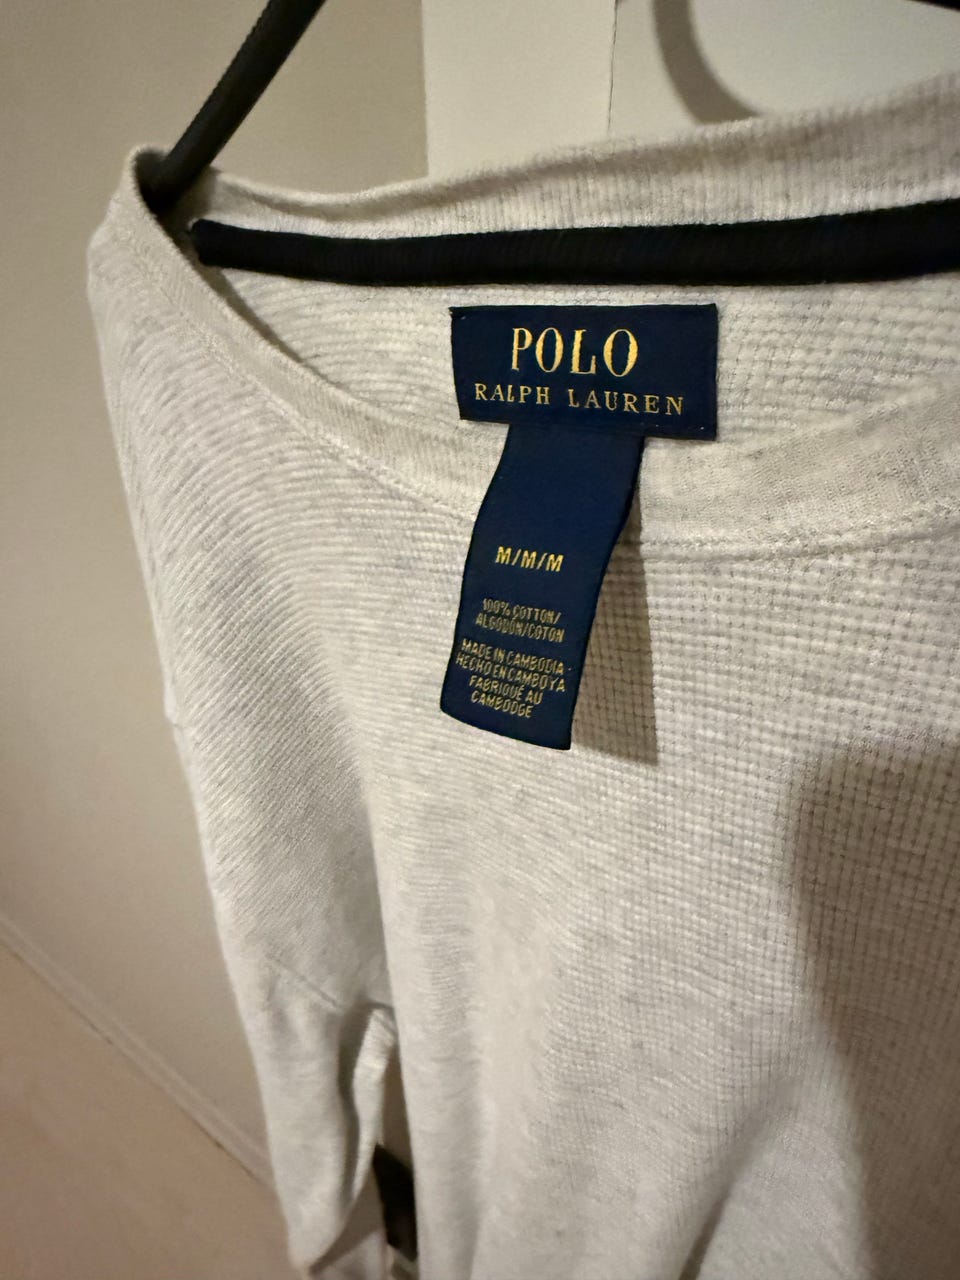 POLO
RALPH LAUREN
M/M/M
100% COTTON/
ALGODÓN/COTON
MADE IN CAMBODIA
HECHO EN CAMBOYA
FABRIQUÉ AU
CAMBODGE